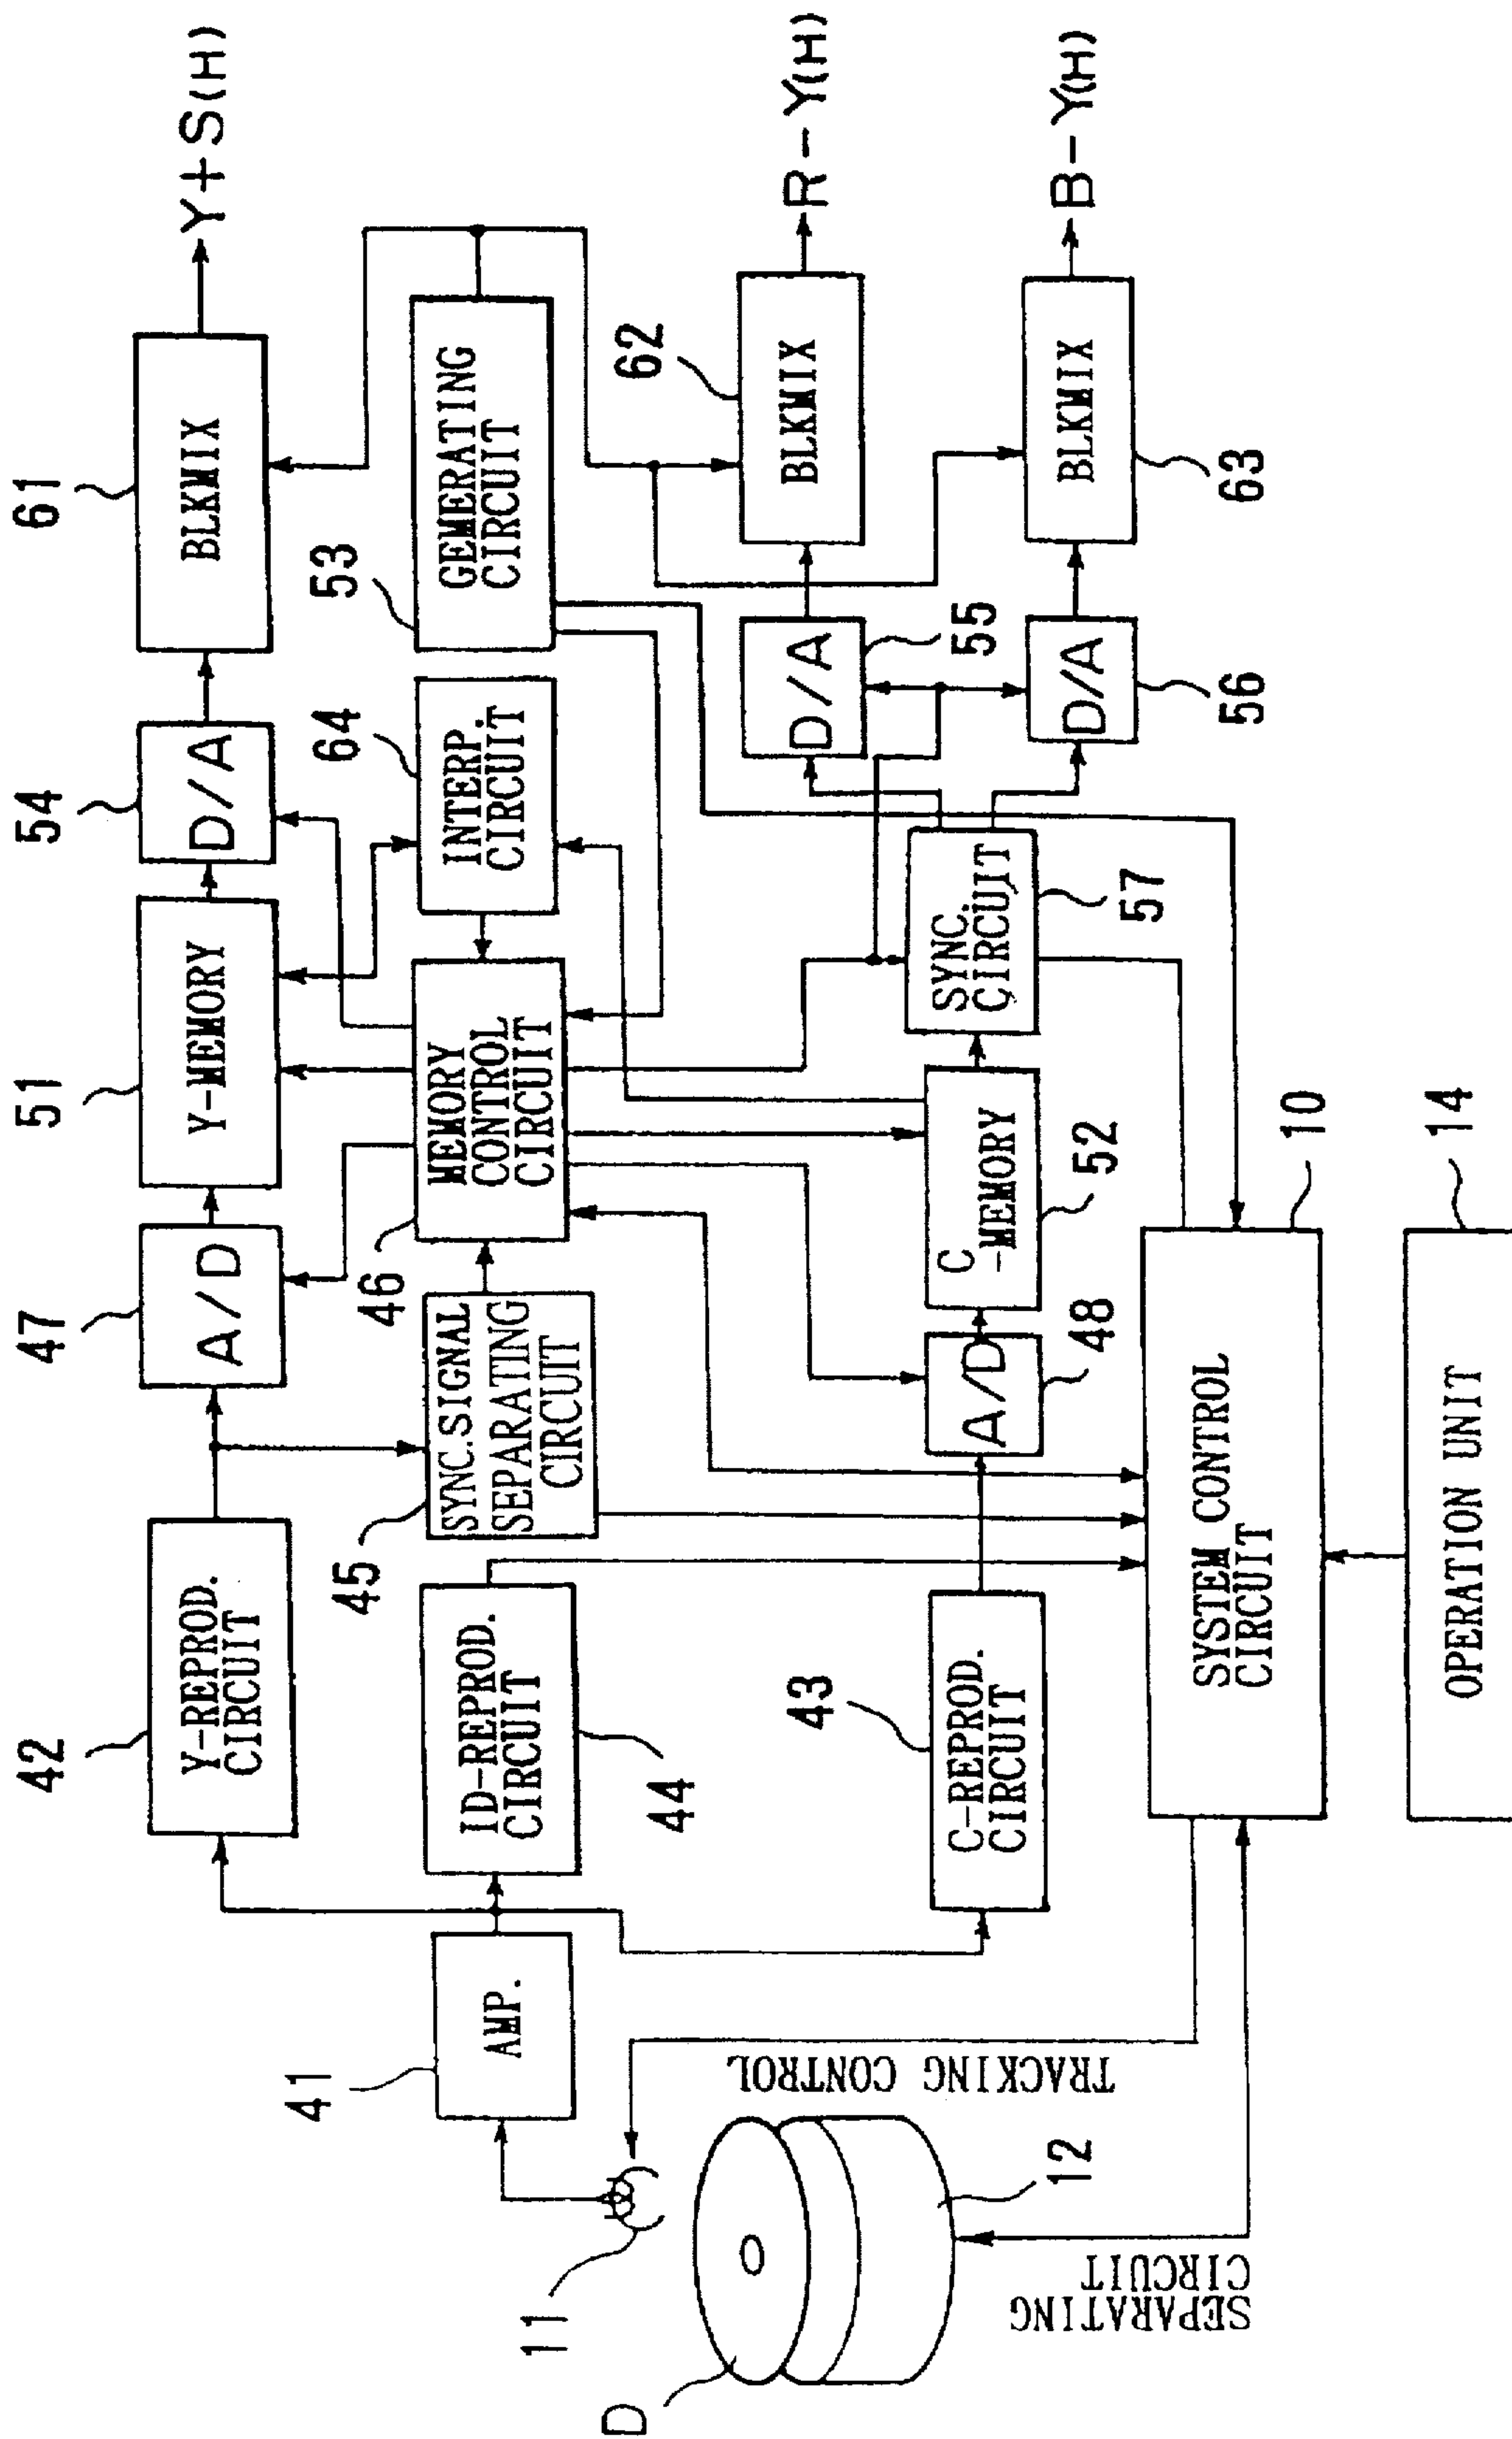 42
Y-REPROD.
CIRCUIT
47
A/D
51
Y-MEMORY
54
D/A
61
BLKMIX
Y+S(H)
41
AMP.
ID-REPROD.
CIRCUIT
44
45
SYNC.SIGNAL
SEPARATING
CIRCUIT
46
MEMORY
CONTROL
CIRCUIT
64
INTERP.
CIRCUIT
53
GEMERATING
CIRCUIT
11
D
12
TRACKING CONTROL
SEPARATING
CIRCUIT
43
C-REPROD.
CIRCUIT
A/D
48
C
-MEMORY
52
SYNC.
CIRCUIT
57
D/A
55
D/A
56
62
BLKMIX
R-Y(H)
BLKMIX
63
B-Y(H)
SYSTEM CONTROL
CIRCUIT
10
OPERATION UNIT
14